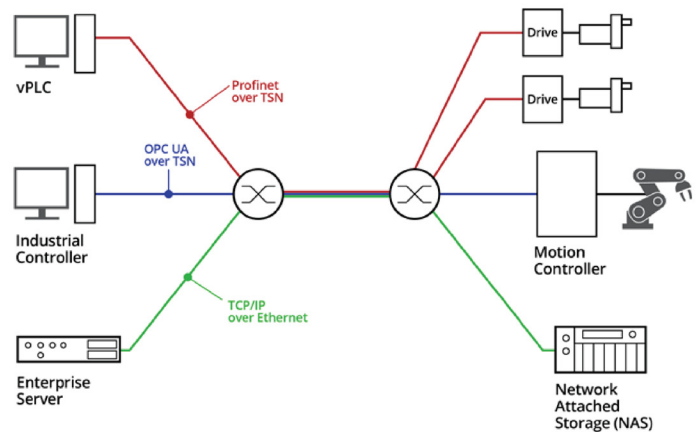 vPLC
Profinet
over TSN
Drive
Drive
OPC UA
over TSN
Industrial
Controller
Motion
Controller
TCP/IP
over Ethernet
Enterprise
Server
Network
Attached
Storage (NAS)